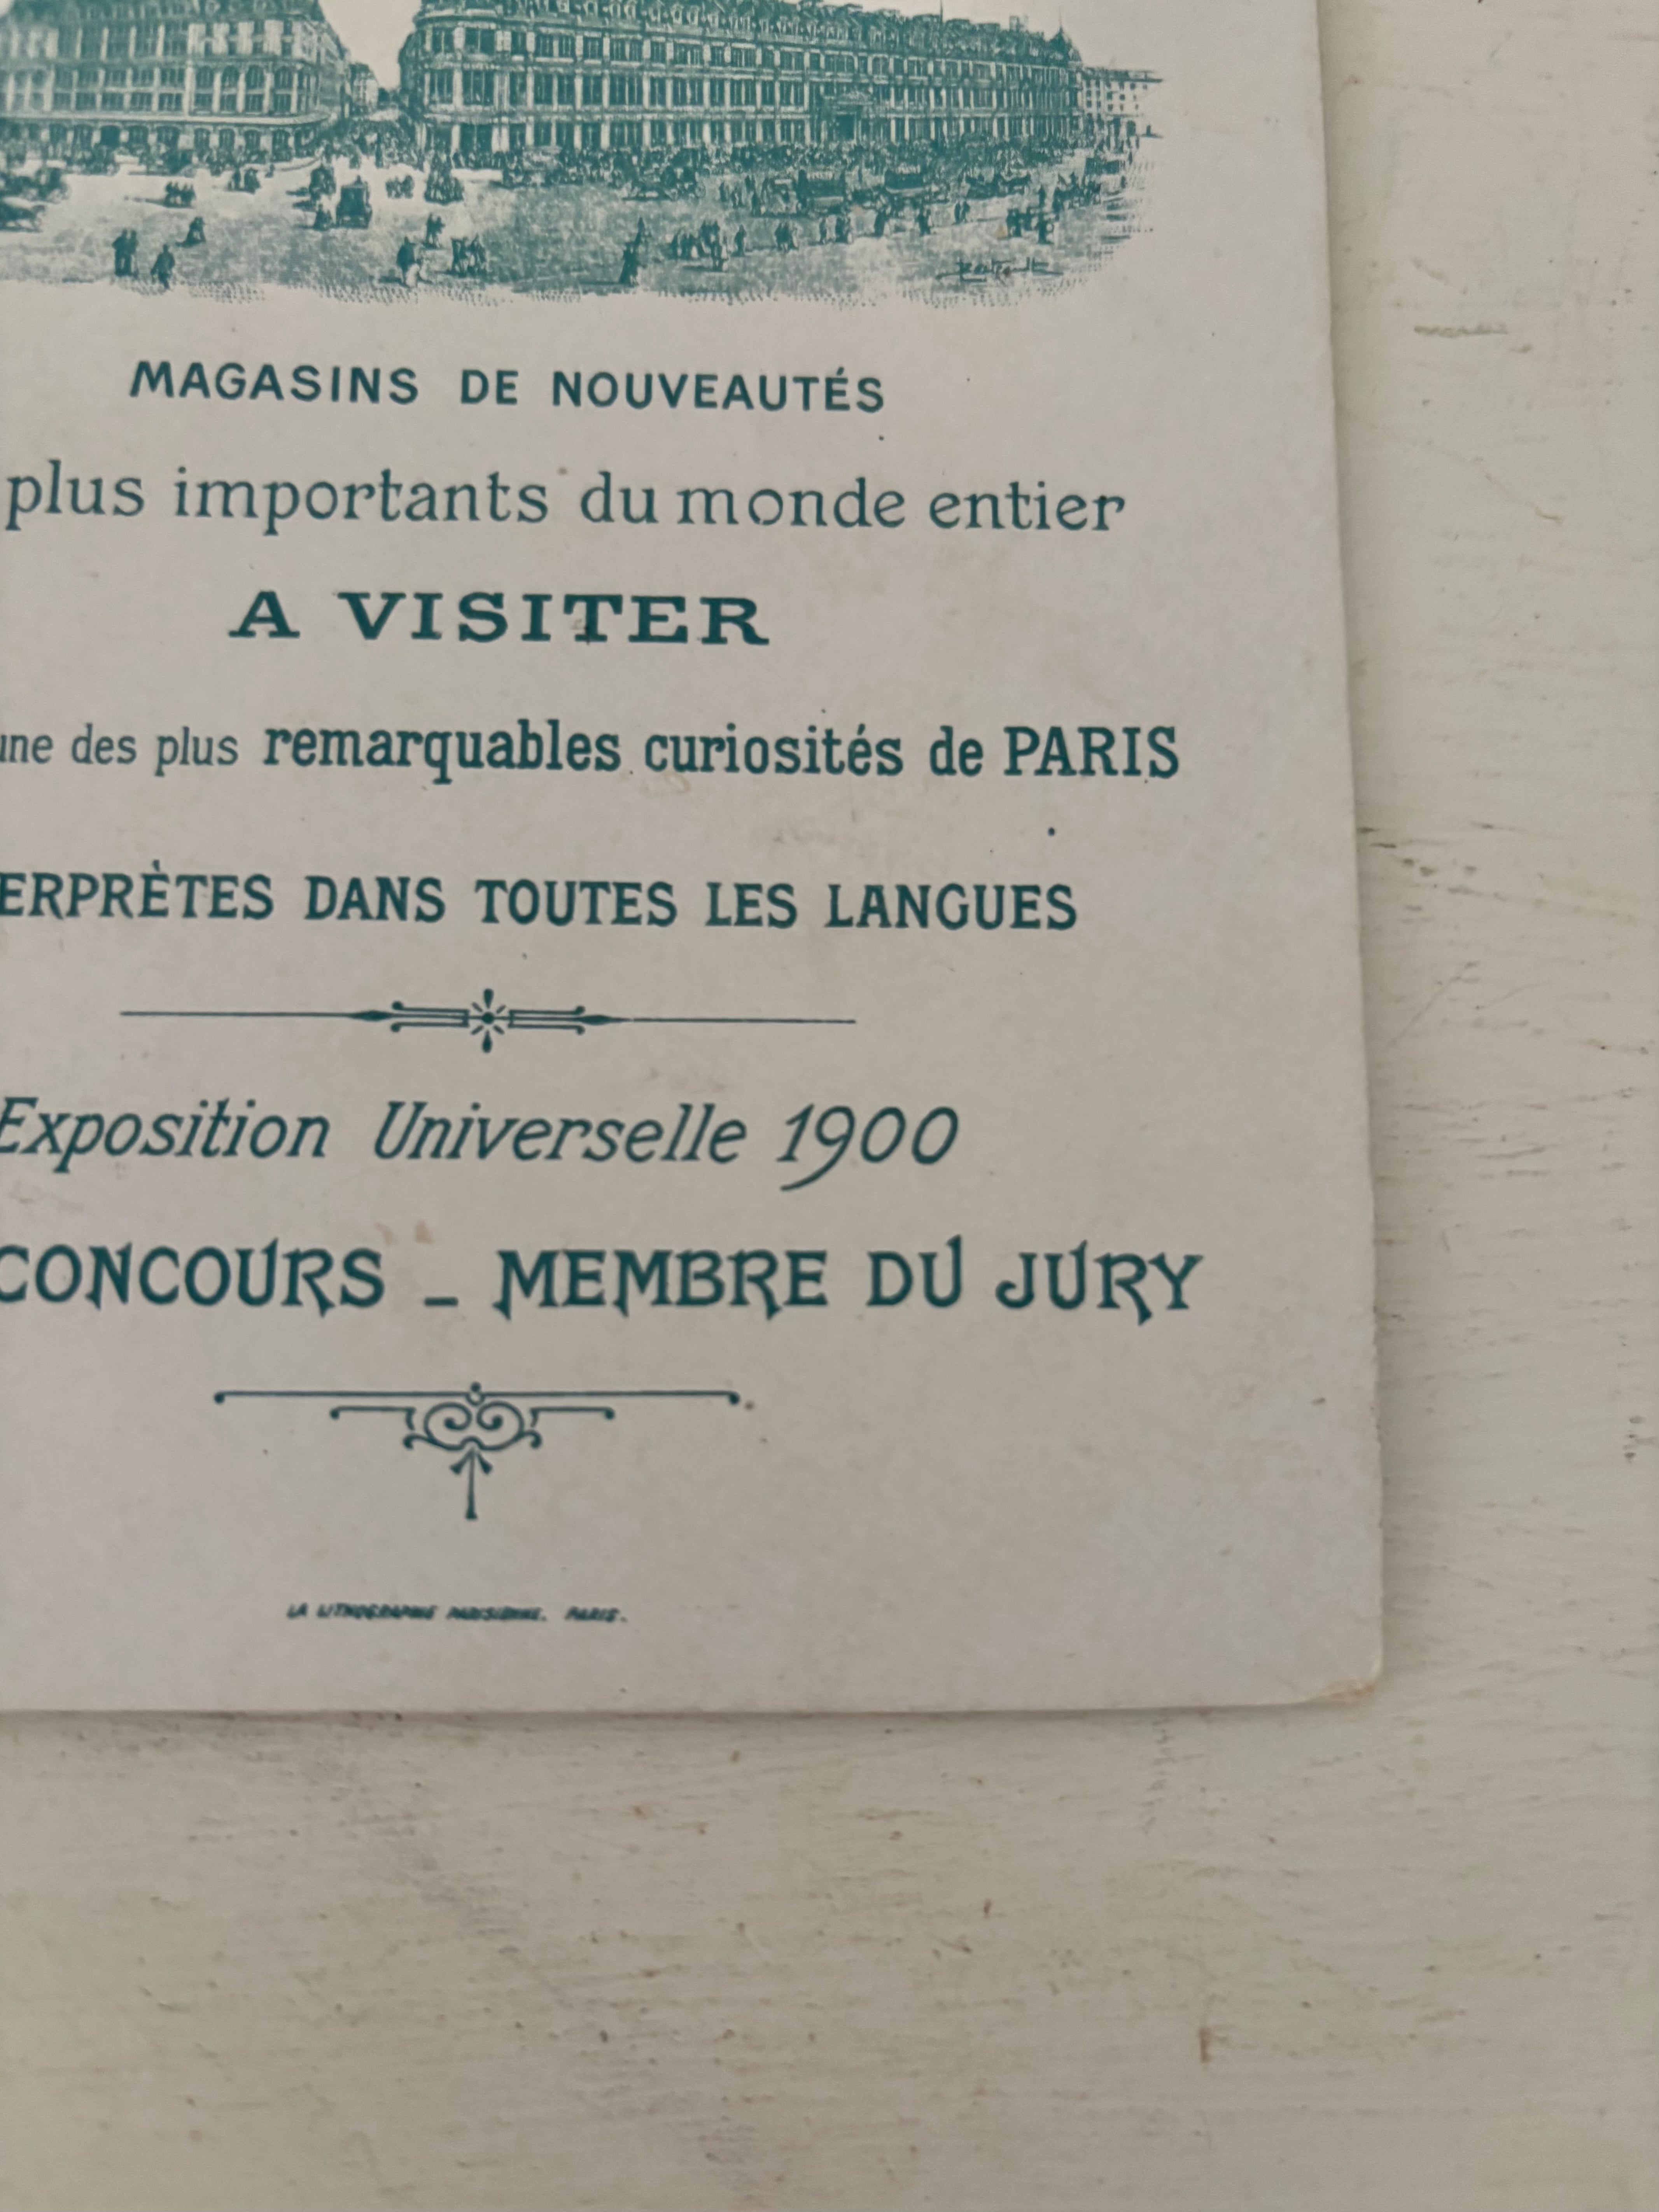 MAGASINS DE NOUVEAUTÉS
plus importants du monde entier
A VISITER
une des plus remarquables curiosités de PARIS
ERPRÈTES DANS TOUTES LES LANGUES
Exposition Universelle 1900
CONCOURS _ MEMBRE DU JURY
LA LITHOGRAPHIE PARISIENNE. PARIS.